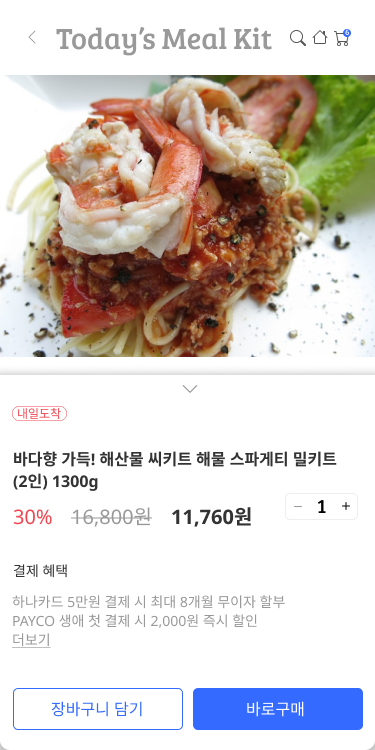 Today's Meal Kit
6
내일도착
바다향 가득! 해산물 씨키트 해물 스파게티 밀키트
(2인) 1300g
30% 16,800원 11,760원
− 1 +
결제 혜택
하나카드 5만원 결제 시 최대 8개월 무이자 할부
PAYCO 생애 첫 결제 시 2,000원 즉시 할인
더보기
장바구니 담기 바로구매